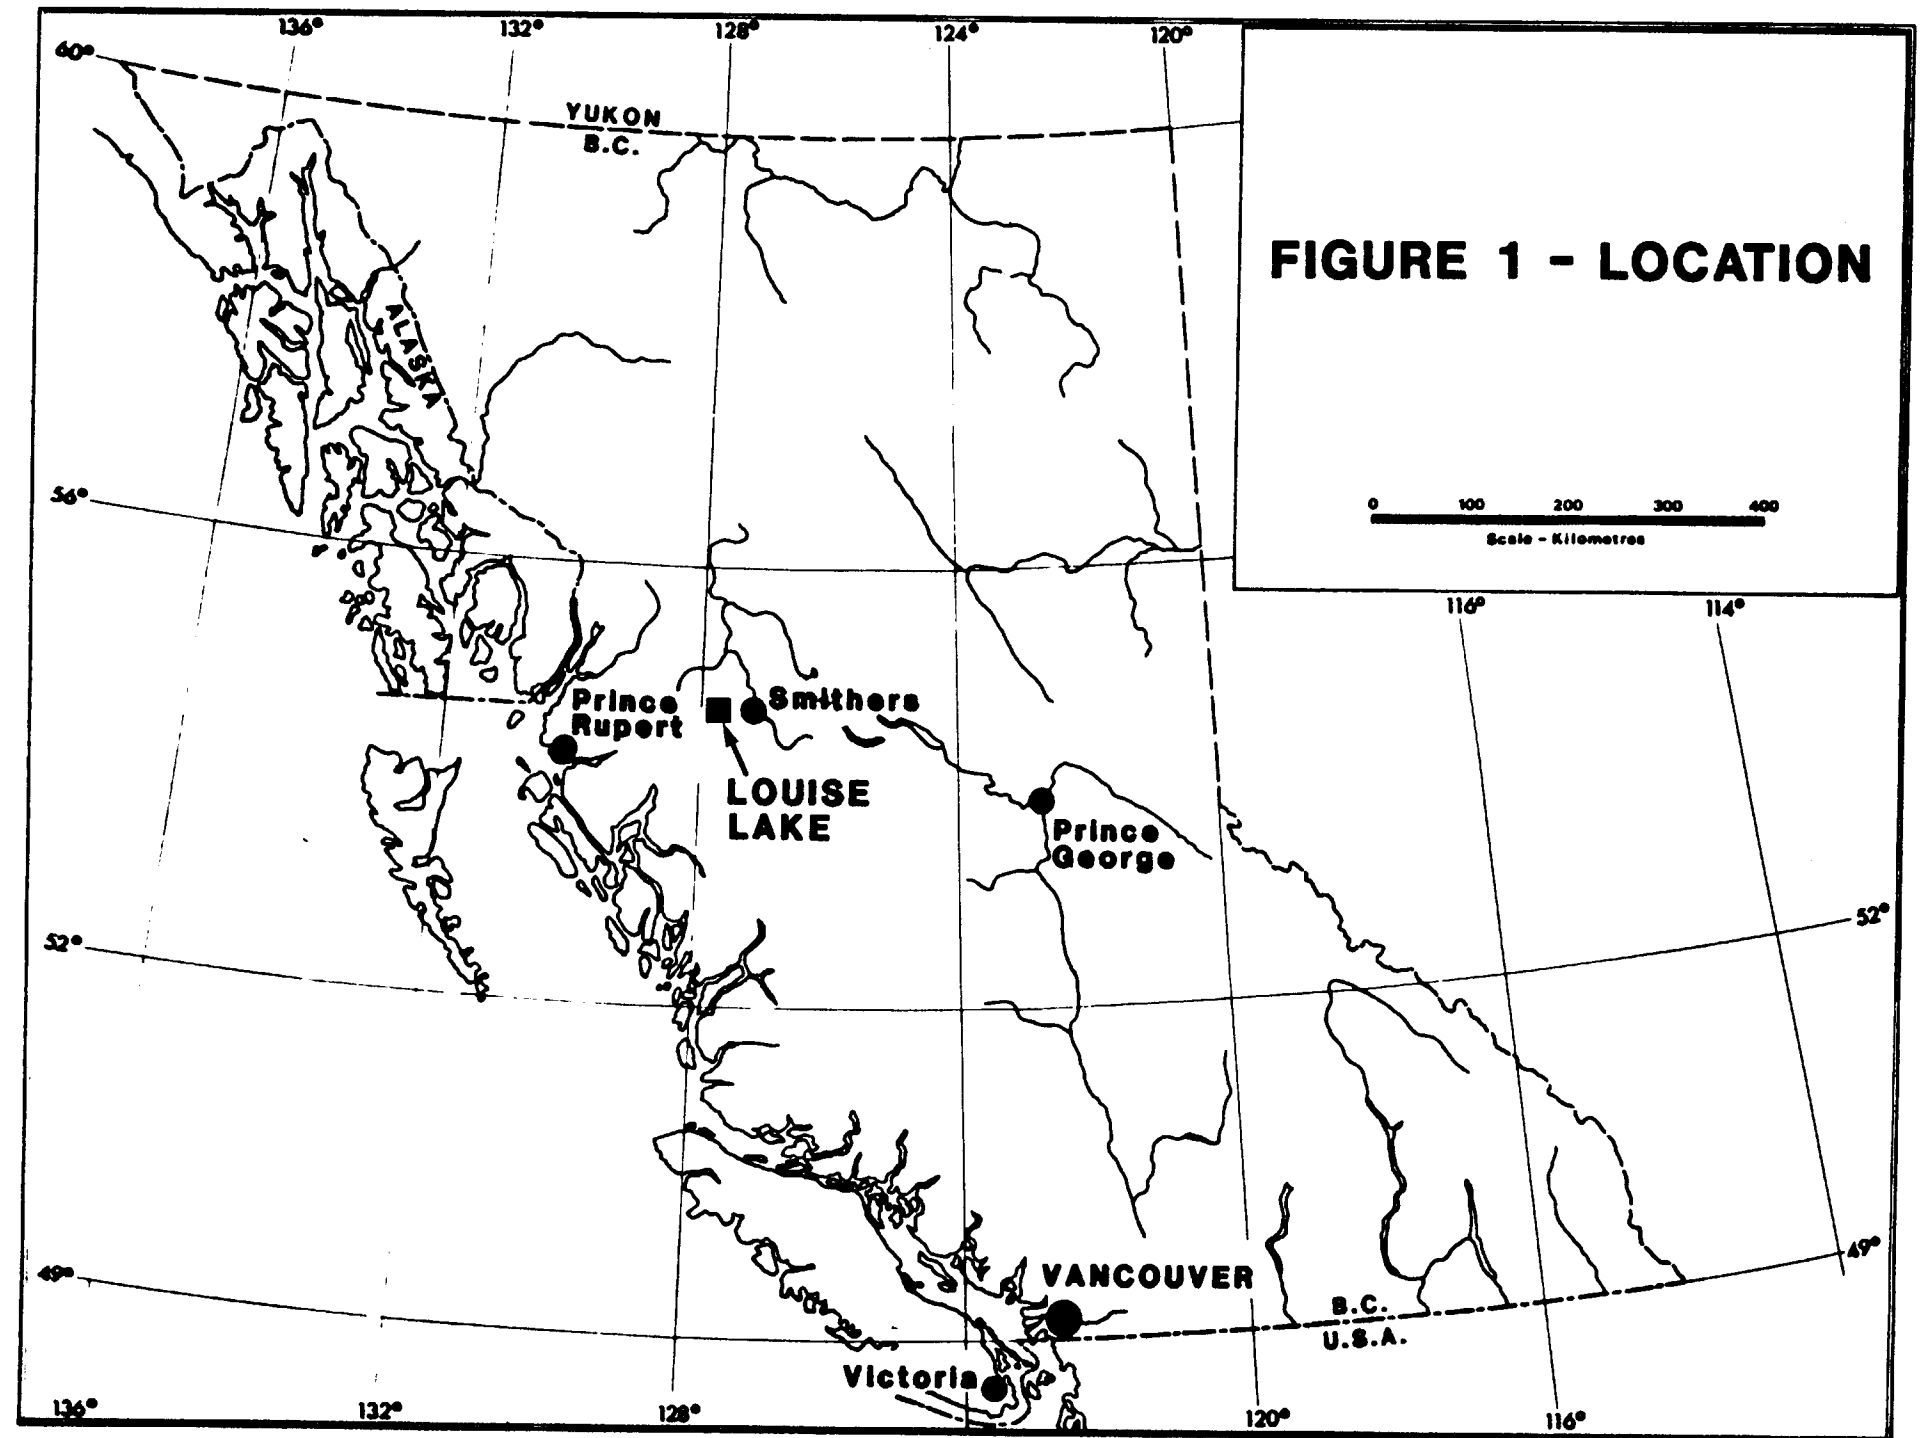 136°
132°
128°
124°
120°
60°
YUKON
B.C.
FIGURE 1 - LOCATION
ALASKA
56°
0 100 200 300 400
Scale - Kilometres
116°
114°
Prince
Rupert
Smithers
LOUISE
LAKE
Prince
George
52°
52°
49°
49°
VANCOUVER
B.C.
U.S.A.
Victoria
136°
132°
128°
120°
116°